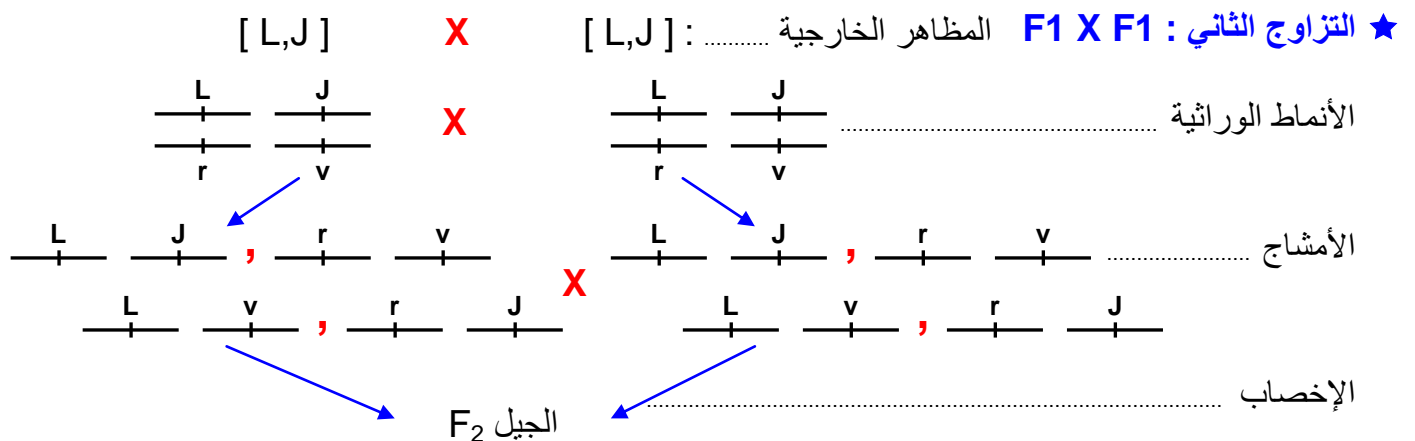 ★ التزاوج الثاني : F1 X F1 المظاهر الخارجية .......... : [ L,J ] X [ L,J ]
L J L J
الأنماط الوراثية .......... X
r v r v
L J r v L J r v
الأمشاج .......... , ,
X
L v r J L v r J
, ,
الإخصاب ..........
الجيل F₂